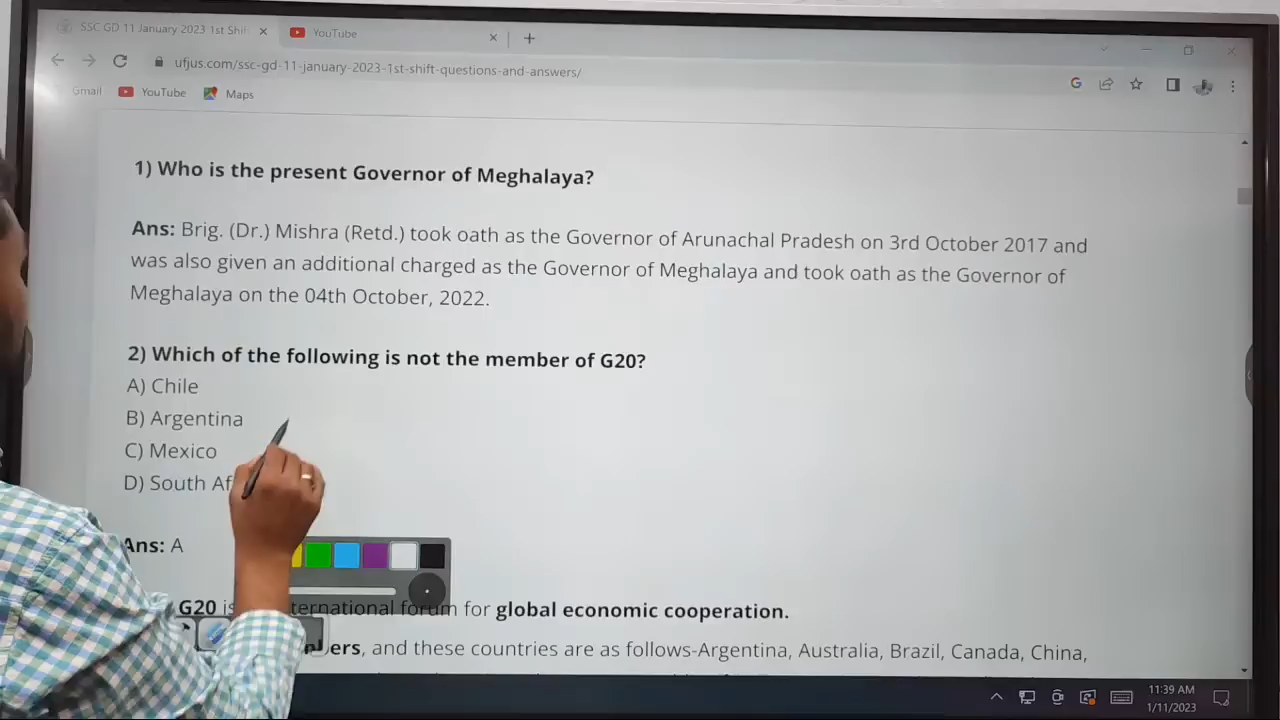 SSC GD 11 January 2023 1st Shif
YouTube
ufjus.com/ssc-gd-11-january-2023-1st-shift-questions-and-answers/
Gmail YouTube Maps
1) Who is the present Governor of Meghalaya?
Ans: Brig. (Dr.) Mishra (Retd.) took oath as the Governor of Arunachal Pradesh on 3rd October 2017 and
was also given an additional charged as the Governor of Meghalaya and took oath as the Governor of
Meghalaya on the 04th October, 2022.
2) Which of the following is not the member of G20?
A) Chile
B) Argentina
C) Mexico
D) South Af
Ans: A
G20 is ternational forum for global economic cooperation.
ers, and these countries are as follows-Argentina, Australia, Brazil, Canada, China,
11:39 AM
1/11/2023